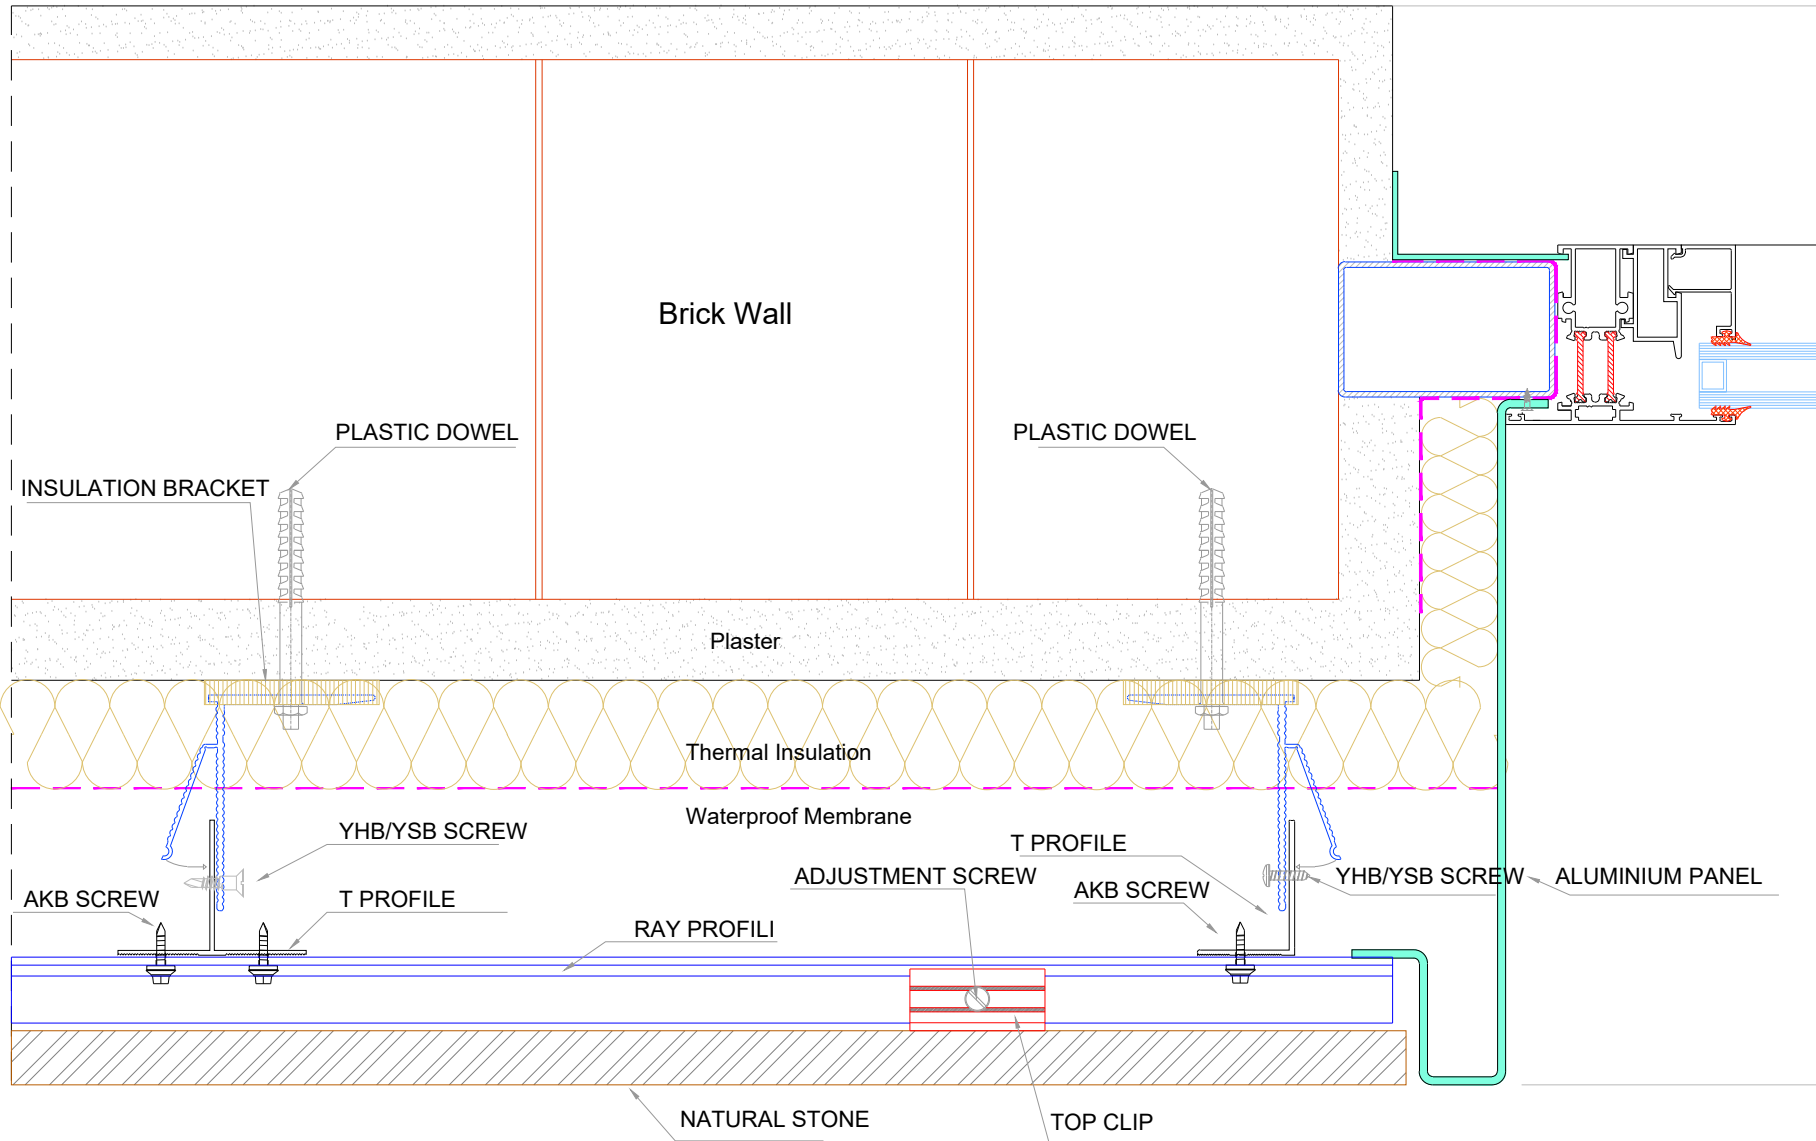 Brick Wall
PLASTIC DOWEL
PLASTIC DOWEL
INSULATION BRACKET
Plaster
Thermal Insulation
Waterproof Membrane
YHB/YSB SCREW
T PROFILE
ADJUSTMENT SCREW
YHB/YSB SCREW
ALUMINIUM PANEL
AKB SCREW
T PROFILE
AKB SCREW
RAY PROFILI
NATURAL STONE
TOP CLIP